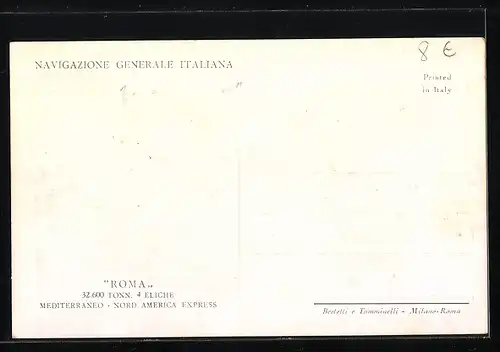 NAVIGAZIONE GENERALE ITALIANA
8 €
Printed
in Italy
"ROMA„
32.600 TONN. 4 ELICHE
MEDITERRANEO - NORD AMERICA EXPRESS
Bestetti e Tumminelli - Milano-Roma